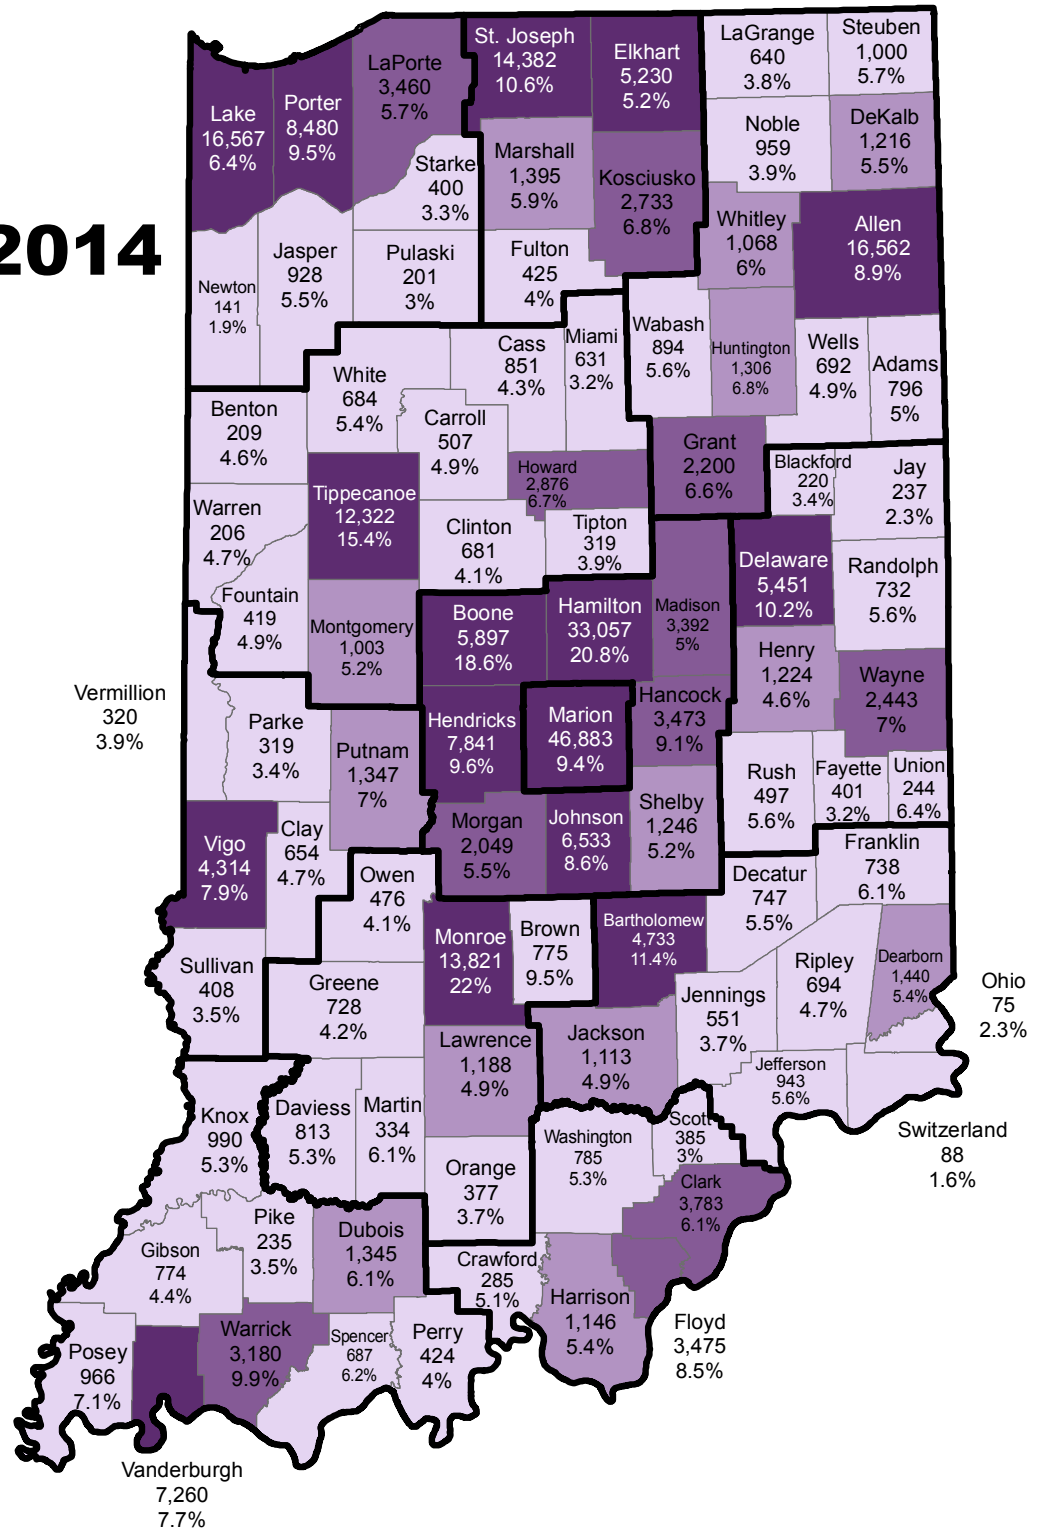 2014
Lake
16,567
6.4%
Porter
8,480
9.5%
LaPorte
3,460
5.7%
St. Joseph
14,382
10.6%
Elkhart
5,230
5.2%
LaGrange
640
3.8%
Steuben
1,000
5.7%
Noble
959
3.9%
DeKalb
1,216
5.5%
Starke
400
3.3%
Marshall
1,395
5.9%
Kosciusko
2,733
6.8%
Whitley
1,068
6%
Allen
16,562
8.9%
Newton
141
1.9%
Jasper
928
5.5%
Pulaski
201
3%
Fulton
425
4%
Cass
851
4.3%
Miami
631
3.2%
Wabash
894
5.6%
Huntington
1,306
6.8%
Wells
692
4.9%
Adams
796
5%
White
684
5.4%
Benton
209
4.6%
Carroll
507
4.9%
Howard
2,876
6.7%
Grant
2,200
6.6%
Blackford
220
3.4%
Jay
237
2.3%
Warren
206
4.7%
Tippecanoe
12,322
15.4%
Clinton
681
4.1%
Tipton
319
3.9%
Delaware
5,451
10.2%
Randolph
732
5.6%
Fountain
419
4.9%
Montgomery
1,003
5.2%
Boone
5,897
18.6%
Hamilton
33,057
20.8%
Madison
3,392
5%
Henry
1,224
4.6%
Wayne
2,443
7%
Vermillion
320
3.9%
Parke
319
3.4%
Putnam
1,347
7%
Hendricks
7,841
9.6%
Marion
46,883
9.4%
Hancock
3,473
9.1%
Rush
497
5.6%
Fayette
401
3.2%
Union
244
6.4%
Vigo
4,314
7.9%
Clay
654
4.7%
Morgan
2,049
5.5%
Johnson
6,533
8.6%
Shelby
1,246
5.2%
Franklin
738
6.1%
Owen
476
4.1%
Decatur
747
5.5%
Sullivan
408
3.5%
Greene
728
4.2%
Monroe
13,821
22%
Brown
775
9.5%
Bartholomew
4,733
11.4%
Jennings
551
3.7%
Ripley
694
4.7%
Dearborn
1,440
5.4%
Ohio
75
2.3%
Lawrence
1,188
4.9%
Jackson
1,113
4.9%
Jefferson
943
5.6%
Switzerland
88
1.6%
Knox
990
5.3%
Daviess
813
5.3%
Martin
334
6.1%
Orange
377
3.7%
Washington
785
5.3%
Scott
385
3%
Clark
3,783
6.1%
Gibson
774
4.4%
Pike
235
3.5%
Dubois
1,345
6.1%
Crawford
285
5.1%
Harrison
1,146
5.4%
Floyd
3,475
8.5%
Posey
966
7.1%
Warrick
3,180
9.9%
Spencer
687
6.2%
Perry
424
4%
Vanderburgh
7,260
7.7%